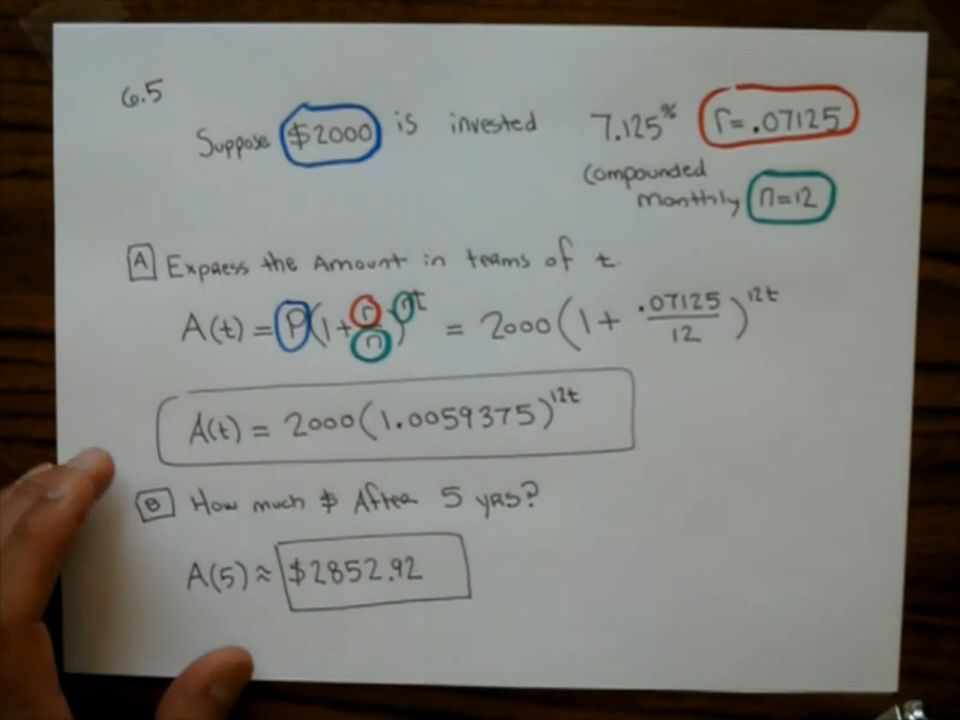 6.5
Suppose $2000 is invested 7.125% r=.07125
compounded
monthly n=12
A Express the Amount in terms of t.
A(t) = P(1+r/n)^nt = 2000(1+ .07125/12)^12t
A(t) = 2000(1.0059375)^12t
B How much $ After 5 yrs?
A(5) ≈ $2852.92